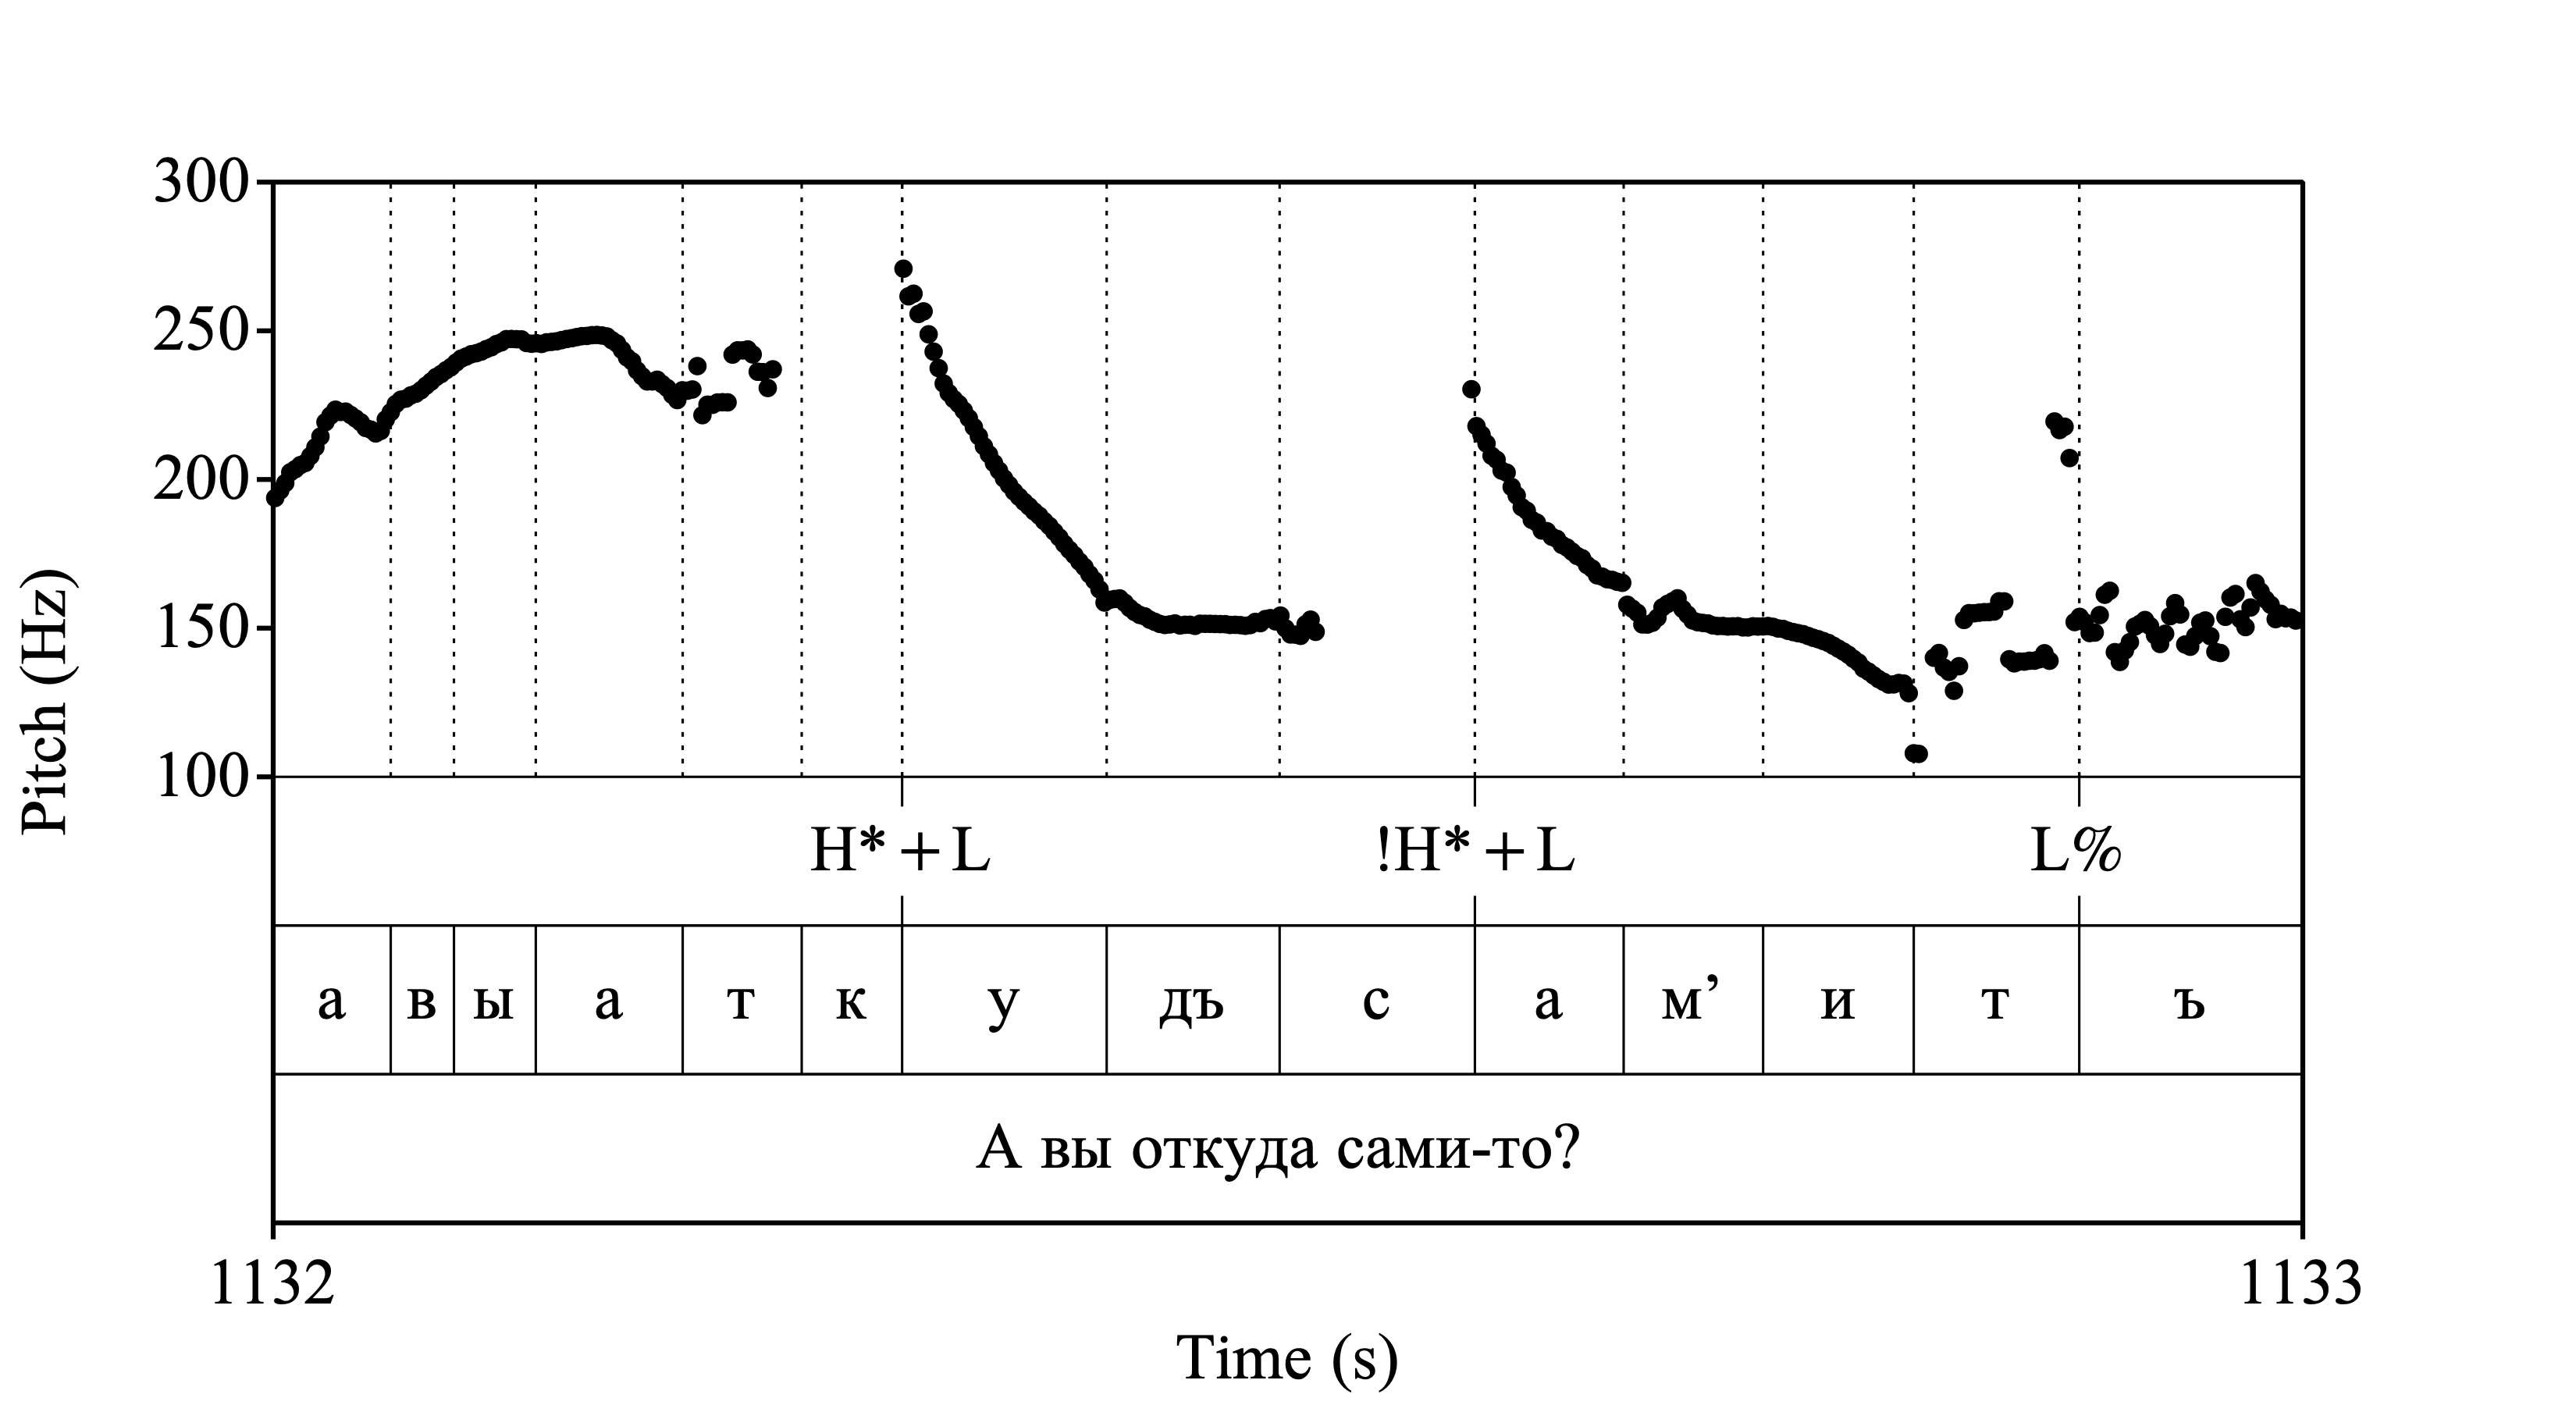 300
250
200
150
100
Pitch (Hz)
H*+L !H*+L L%
а в ы а т к у дъ с а м’ и т ъ
А вы откуда сами-то?
1132 1133
Time (s)